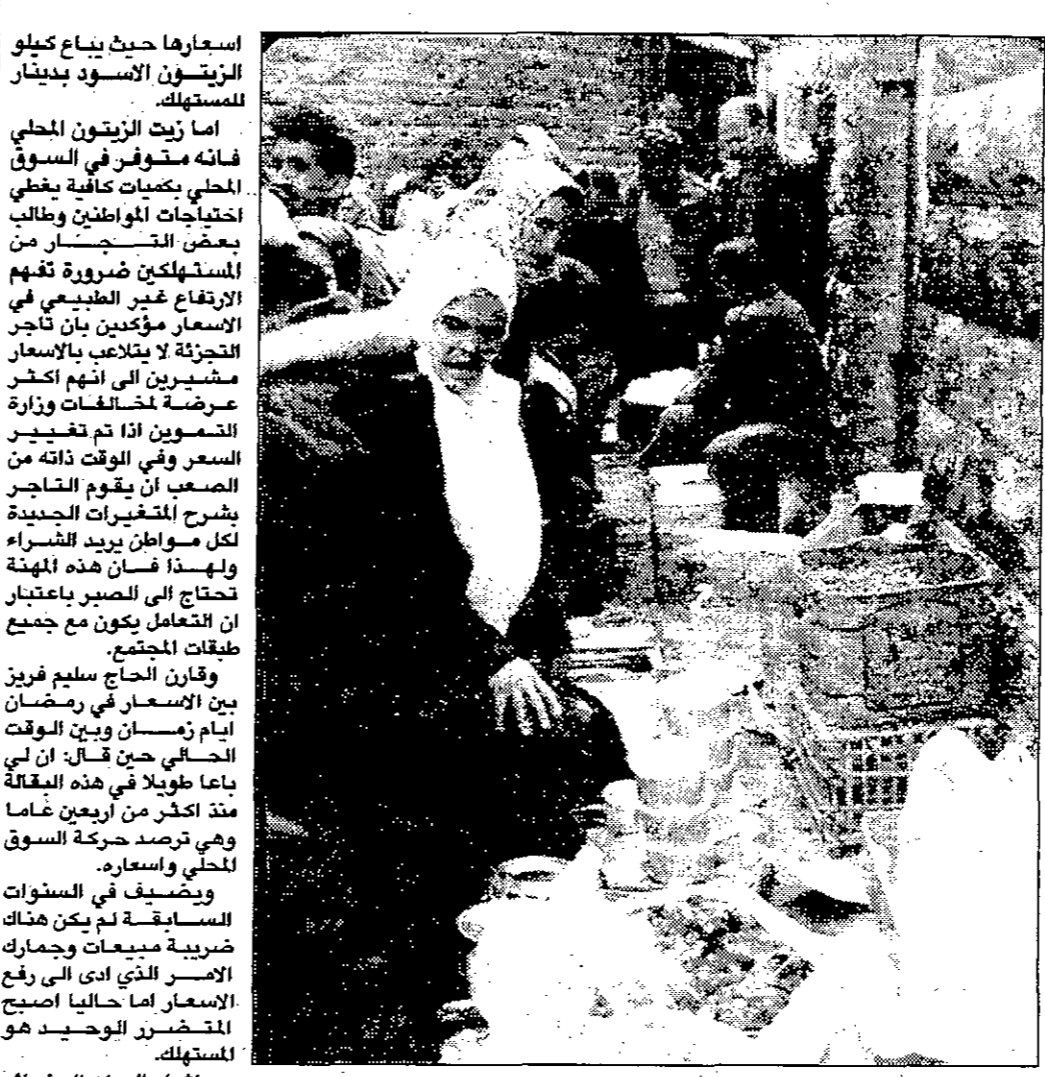 اسعارها حيث يباع كيلو
الزيتون الاسود بدينار
للمستهلك.
اما زيت الزيتون المحلي
فانه متوفر في السوق
المحلي بكميات كافية يغطي
احتياجات المواطنين وطالب
بعض التجار من
المستهلكين ضرورة تفهم
الارتفاع غير الطبيعي في
الاسعار مؤكدين بان تاجر
التجزئة لا يتلاعب بالاسعار
مشيرين الى انهم اكثر
عرضة لمخالفات وزارة
التموين اذا تم تغيير
السعر وفي الوقت ذاته من
الصعب ان يقوم التاجر
بشرح المتغيرات الجديدة
لكل مواطن يريد الشراء
ولهذا فان هذه المهنة
تحتاج الى الصبر باعتبار
ان التعامل يكون مع جميع
طبقات المجتمع.
وقارن الحاج سليم فريز
بين الاسعار في رمضان
ايام زمان وبين الوقت
الحالي حين قال: ان لي
باعا طويلا في هذه البقالة
منذ اكثر من اربعين عاما
وهي ترصد حركة السوق
المحلي واسعاره.
ويضيف في السنوات
السابقة لم يكن هناك
ضريبة مبيعات وجمارك
الامر الذي ادى الى رفع
الاسعار اما حاليا اصبح
المتضرر الوحيد هو
المستهلك.